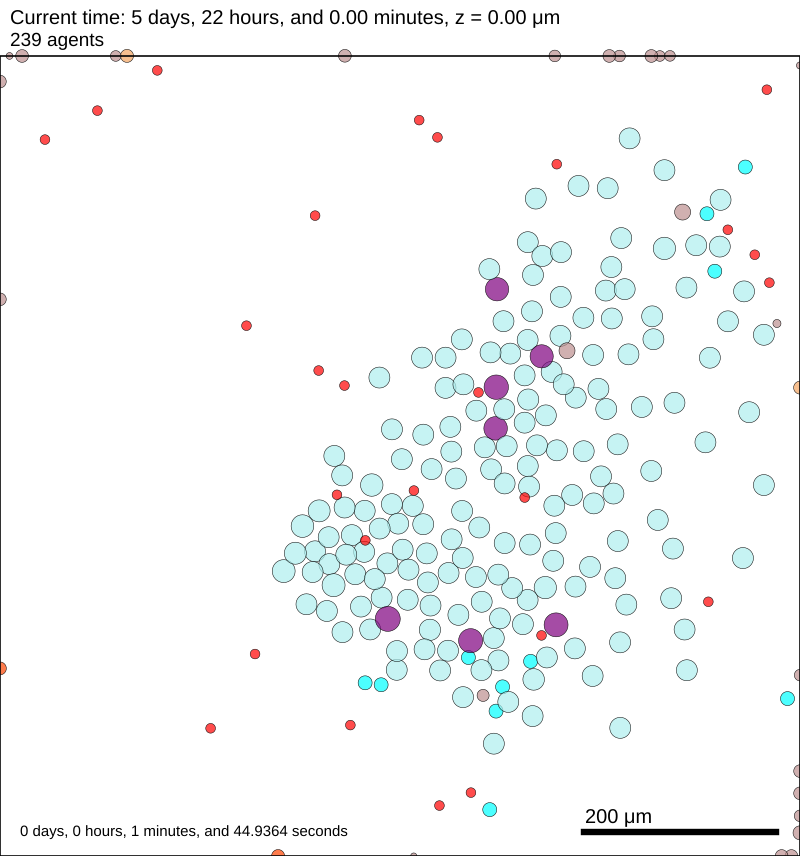 Current time: 5 days, 22 hours, and 0.00 minutes, z = 0.00 μm
239 agents
200 μm
0 days, 0 hours, 1 minutes, and 44.9364 seconds